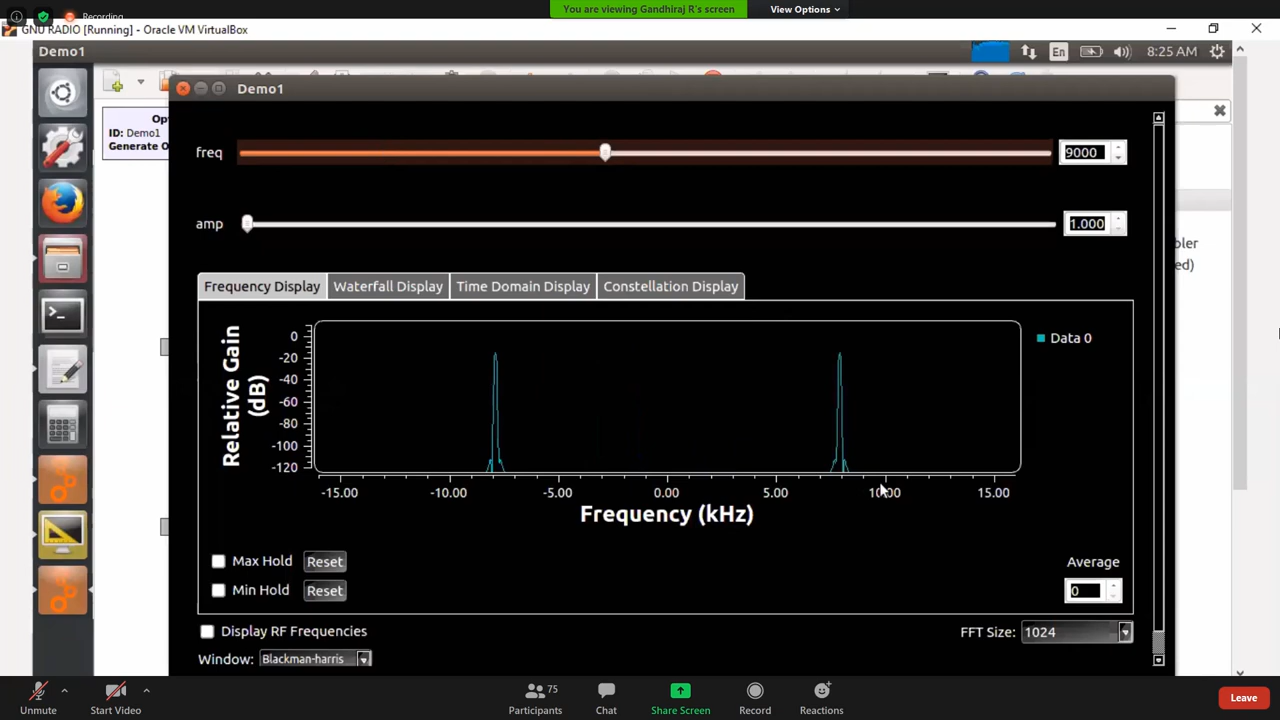 Recording
You are viewing Gandhiraj R's screen
View Options
GNU RADIO [Running] - Oracle VM VirtualBox
Demo1
En
8:25 AM
Demo1
Op
ID: Demo1
Generate O
freq
9000
amp
1.000
bler
ed)
Frequency Display
Waterfall Display
Time Domain Display
Constellation Display
Relative Gain
(dB)
0
-20
-40
-60
-80
-100
-120
Data 0
-15.00
-10.00
-5.00
0.00
5.00
10.00
15.00
Frequency (kHz)
Max Hold
Reset
Average
Min Hold
Reset
0
Display RF Frequencies
FFT Size:
1024
Window:
Blackman-harris
Unmute
Start Video
75
Participants
Chat
Share Screen
Record
Reactions
Leave